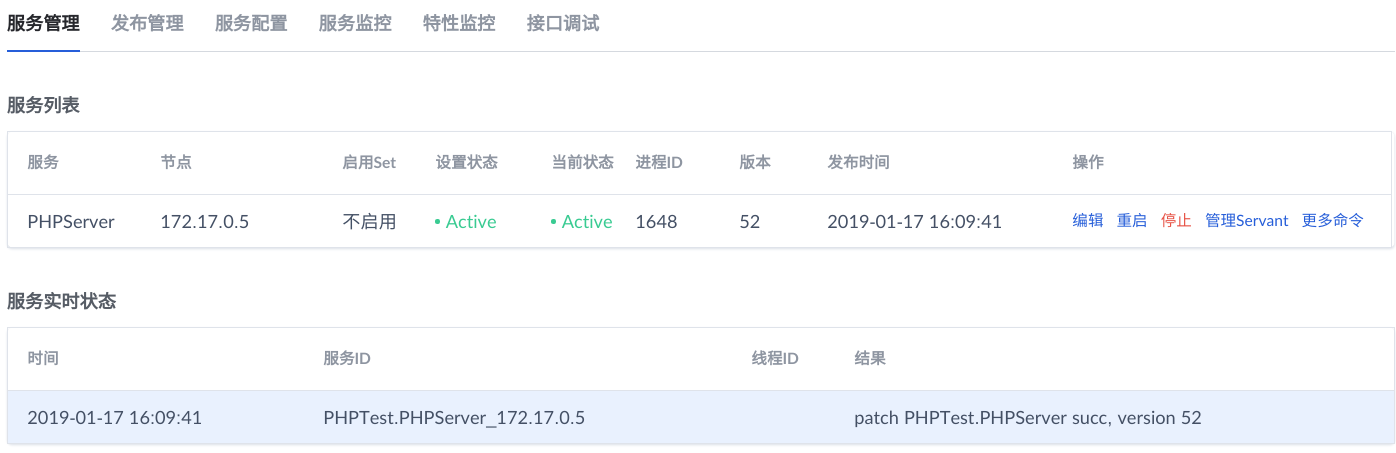 服务管理 发布管理 服务配置 服务监控 特性监控 接口调试
服务列表
服务 节点 启用Set 设置状态 当前状态 进程ID 版本 发布时间 操作
PHPServer 172.17.0.5 不启用 • Active • Active 1648 52 2019-01-17 16:09:41 编辑 重启 停止 管理Servant 更多命令
服务实时状态
时间 服务ID 线程ID 结果
2019-01-17 16:09:41 PHPTest.PHPServer_172.17.0.5 patch PHPTest.PHPServer succ, version 52